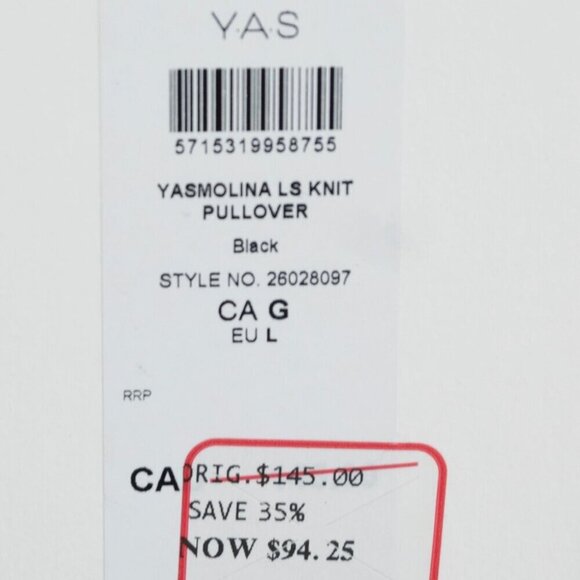 Y.A.S
5715319958755
YASMOLINA LS KNIT
PULLOVER
Black
STYLE NO. 26028097
CA G
EU L
RRP
CA
ORIG. $145.00
SAVE 35%
NOW $94.25